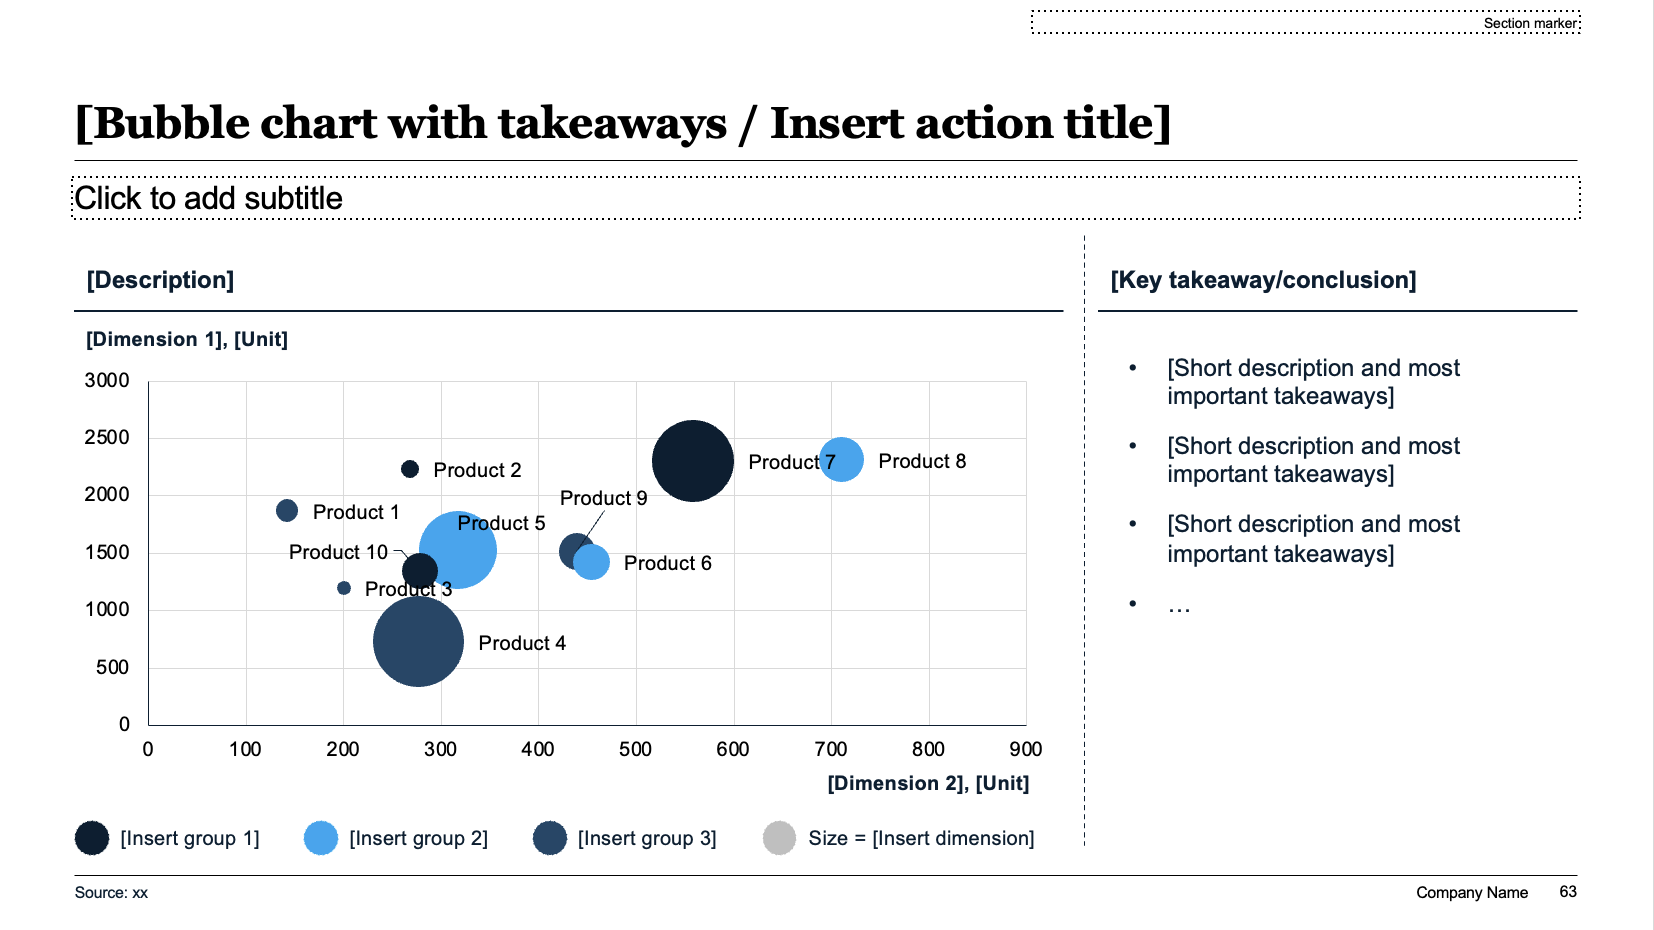 Section marker
[Bubble chart with takeaways / Insert action title]
Click to add subtitle
[Description]
[Dimension 1], [Unit]
3000
2500
2000
1500
1000
500
0
0 100 200 300 400 500 600 700 800 900
Product 2
Product 7
Product 8
Product 9
Product 1
Product 5
Product 10
Product 6
Product 3
Product 4
[Dimension 2], [Unit]
[Insert group 1]
[Insert group 2]
[Insert group 3]
Size = [Insert dimension]
[Key takeaway/conclusion]
• [Short description and most
important takeaways]
• [Short description and most
important takeaways]
• [Short description and most
important takeaways]
• …
Source: xx
Company Name 63